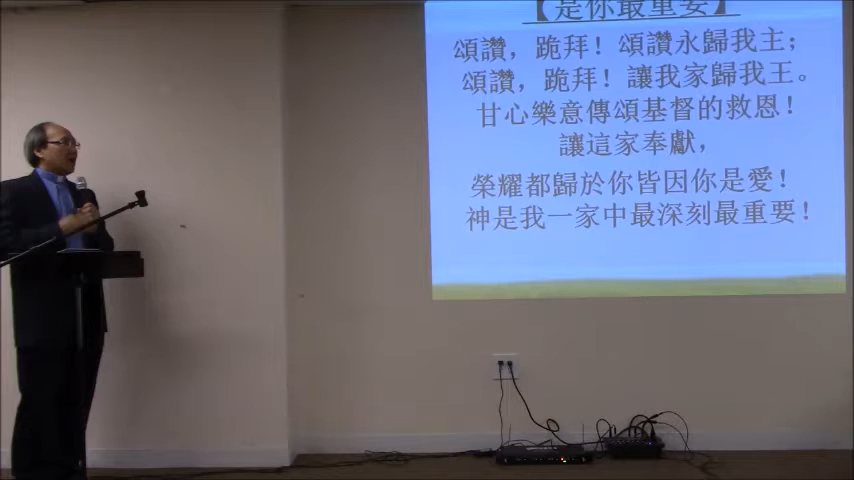 【是你最重要】
頌讚，跪拜！頌讚永歸我主；
頌讚，跪拜！讓我家歸我王。
甘心樂意傳頌基督的救恩！
讓這家奉獻，
榮耀都歸於你皆因你是愛！
神是我一家中最深刻最重要！